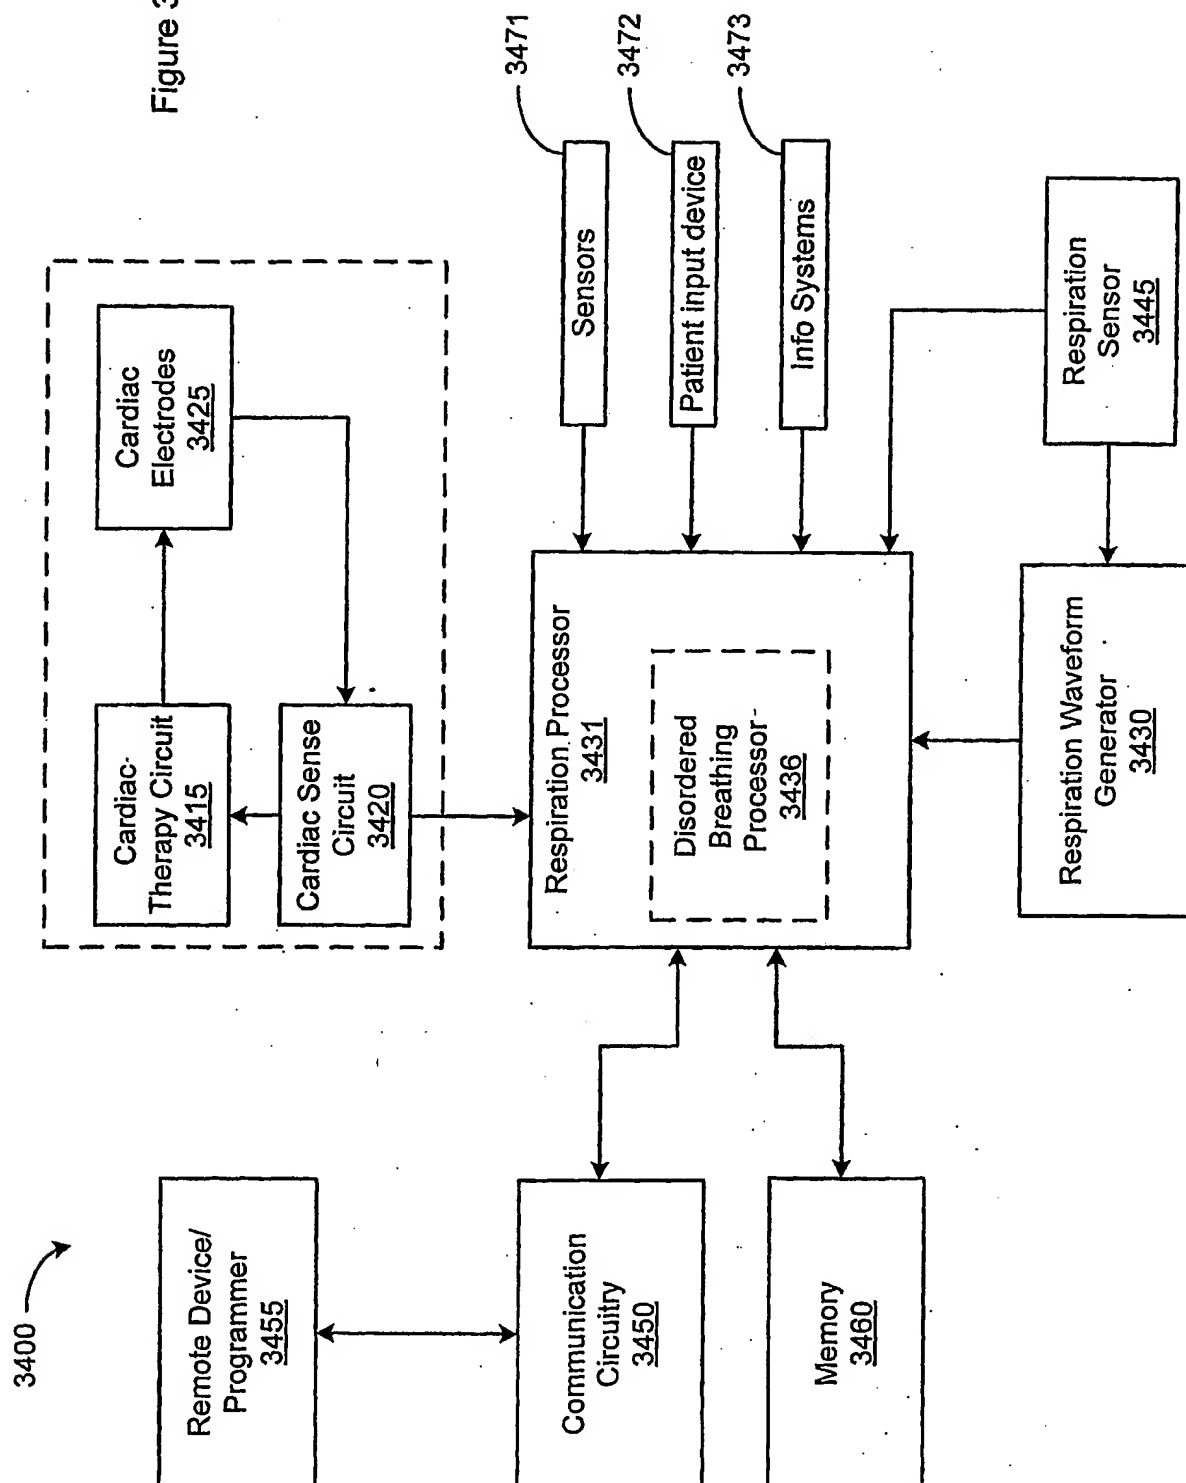 3400
Figure 3
Remote Device/
Programmer
3455
Communication
Circuitry
3450
Memory
3460
Cardiac-
Therapy Circuit
3415
Cardiac
Electrodes
3425
Cardiac Sense
Circuit
3420
Respiration Processor
3431
Disordered
Breathing
Processor-
3436
Sensors
3471
Patient input device
3472
Info Systems
3473
Respiration
Sensor
3445
Respiration Waveform
Generator
3430